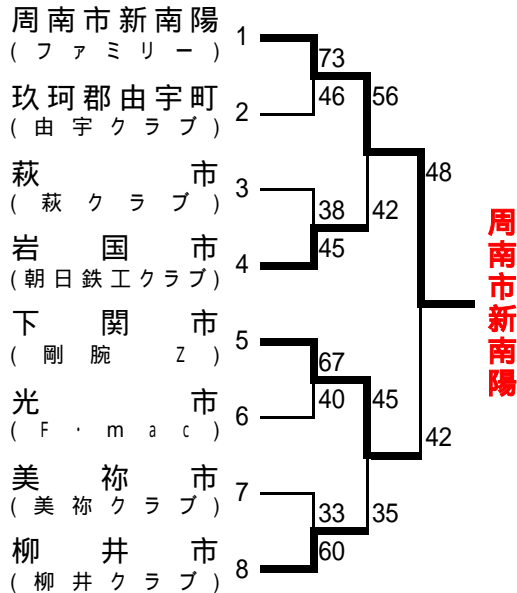 周南市新南陽
(ファミリー)
1
73
46
56
玖珂郡由宇町
(由宇クラブ)
2
萩市
(萩クラブ)
3
38
45
42
48
岩国市
(朝日鉄工クラブ)
4
周南市新南陽
下関市
(剛腕Z)
5
67
40
45
光市
(F・mac)
6
42
美祢市
(美祢クラブ)
7
33
60
35
柳井市
(柳井クラブ)
8